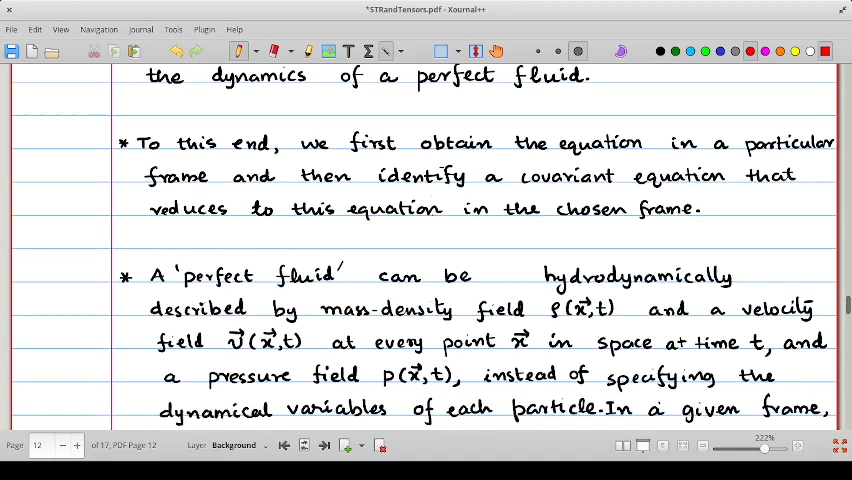 *STRandTensors.pdf - Xournal++
File Edit View Navigation Journal Tools Plugin Help
the dynamics of a perfect fluid.
* To this end, we first obtain the equation in a particular
frame and then identify a covariant equation that
reduces to this equation in the chosen frame.
* A 'perfect fluid' can be hydrodynamically
described by mass-density field ρ(x⃗,t) and a velocity
field v⃗(x⃗,t) at every point x⃗ in space at time t, and
a pressure field p(x⃗,t), instead of specifying the
dynamical variables of each particle. In a given frame,
Page 12 of 17, PDF Page 12 Layer Background 222%